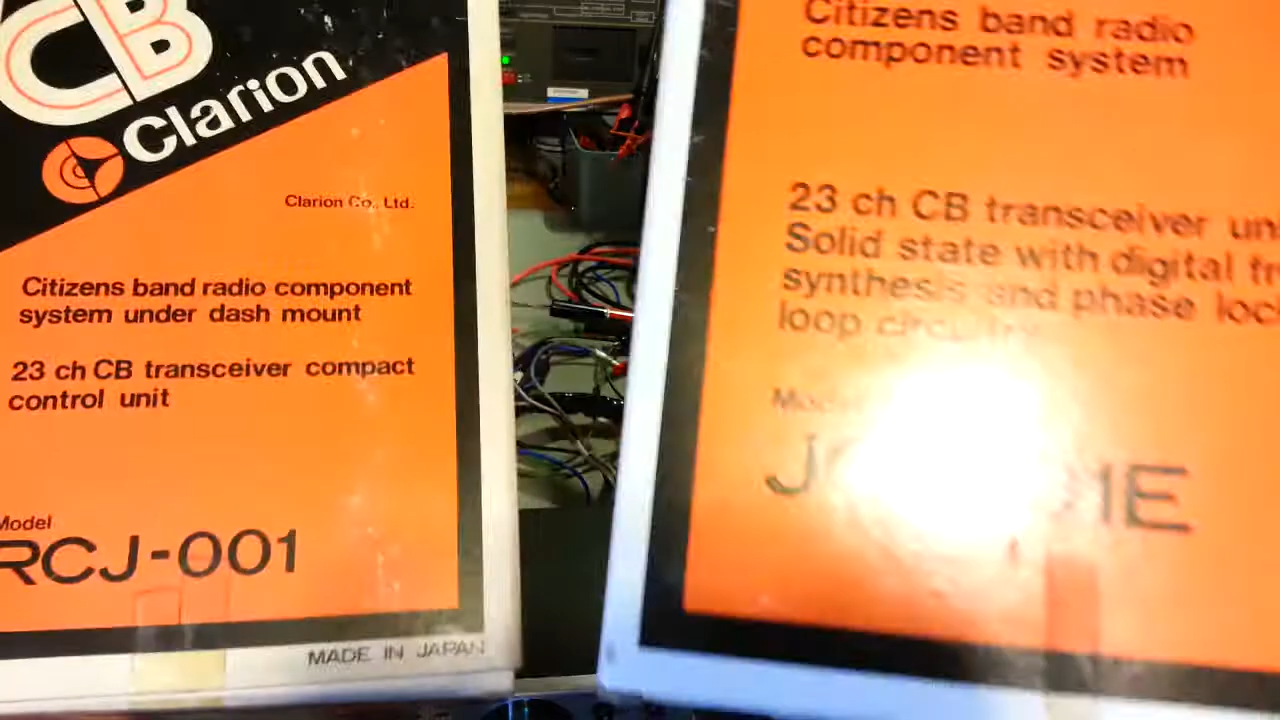 CB
Clarion
Clarion Co., Ltd.
Citizens band radio component
system under dash mount
23 ch CB transceiver compact
control unit
Model
RCJ-001
MADE IN JAPAN
Citizens band radio
component system
23 ch CB transceiver
Solid state with digital
synthesis and phase
loop